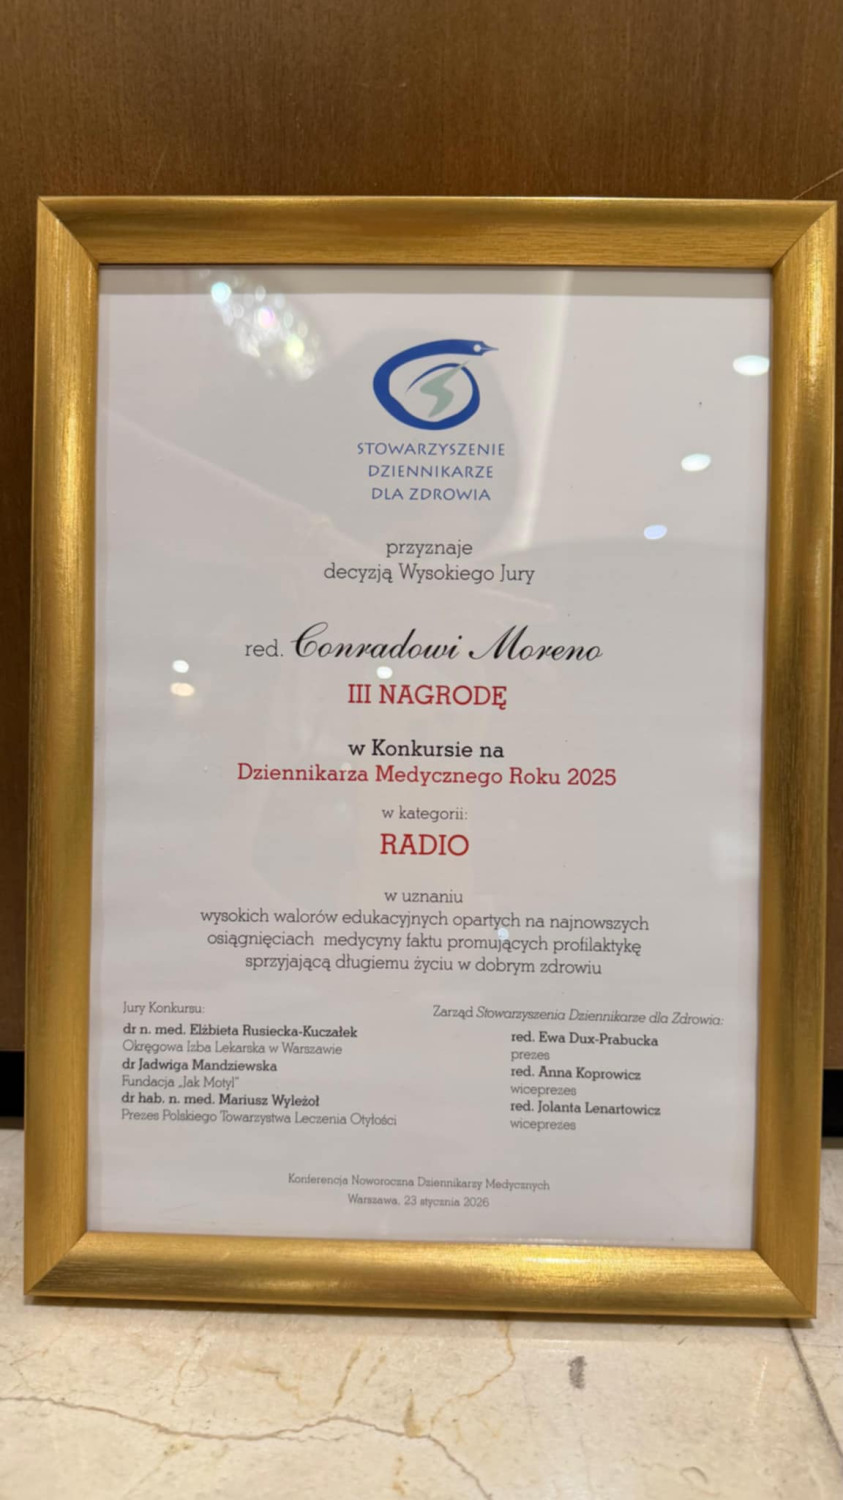 STOWARZYSZENIE
DZIENNIKARZE
DLA ZDROWIA
przyznaje
decyzją Wysokiego Jury
red. Conradowi Moreno
III NAGRODĘ
w Konkursie na
Dziennikarza Medycznego Roku 2025
w kategorii:
RADIO
w uznaniu
wysokich walorów edukacyjnych opartych na najnowszych
osiągnięciach medycyny faktu promujących profilaktykę
sprzyjającą długiemu życiu w dobrym zdrowiu
Jury Konkursu:
dr n. med. Elżbieta Rusiecka-Kuczałek
Okręgowa Izba Lekarska w Warszawie
dr Jadwiga Mandziewska
Fundacja „Jak Motyl”
dr hab. n. med. Mariusz Wyleżoł
Prezes Polskiego Towarzystwa Leczenia Otyłości
Zarząd Stowarzyszenia Dziennikarze dla Zdrowia:
red. Ewa Dux-Prabucka
prezes
red. Anna Koprowicz
wiceprezes
red. Jolanta Lenartowicz
wiceprezes
Konferencja Noworoczna Dziennikarzy Medycznych
Warszawa, 23 stycznia 2026